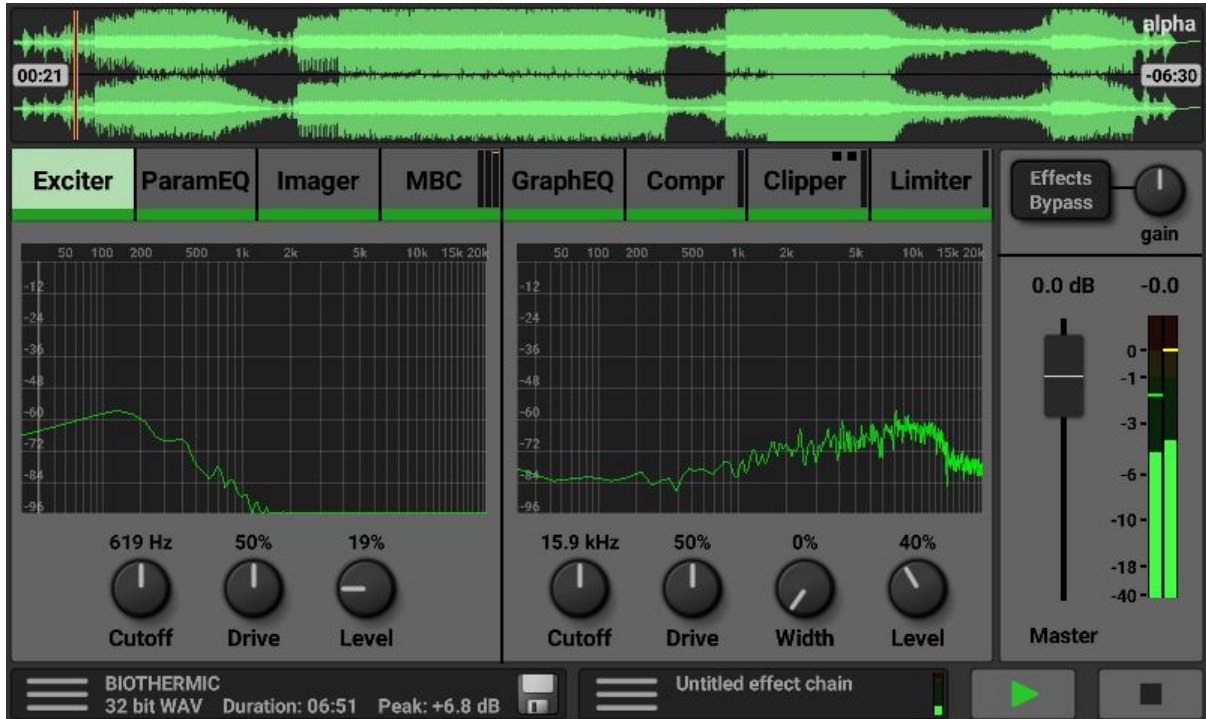 alpha
00:21
-06:30
Exciter ParamEQ Imager MBC GraphEQ Compr Clipper Limiter
Effects
Bypass
gain
50 100 200 500 1k 2k 5k 10k 15k 20k
-12
-24
-36
-48
-60
-72
-84
-96
619 Hz 50% 19%
Cutoff Drive Level
50 100 200 500 1k 2k 5k 10k 15k 20k
-12
-24
-36
-48
-60
-72
-84
-96
15.9 kHz 50% 0% 40%
Cutoff Drive Width Level
0.0 dB -0.0
0
-1
-3
-6
-10
-18
-40
Master
BIOTHERMIC
32 bit WAV Duration: 06:51 Peak: +6.8 dB
Untitled effect chain